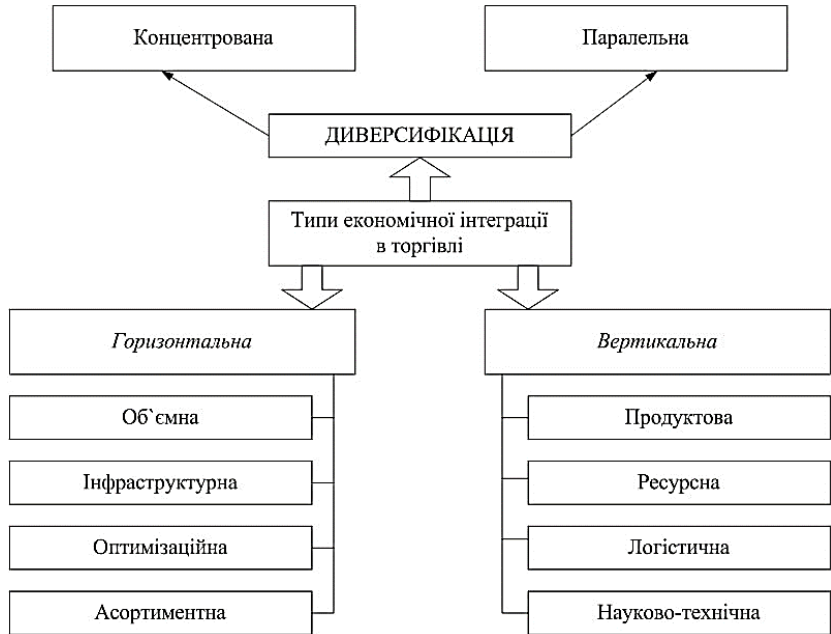 Концентрована
Паралельна
ДИВЕРСИФІКАЦІЯ
Типи економічної інтеграції
в торгівлі
Горизонтальна
Вертикальна
Об`ємна
Продуктова
Інфраструктурна
Ресурсна
Оптимізаційна
Логістична
Асортиментна
Науково-технічна